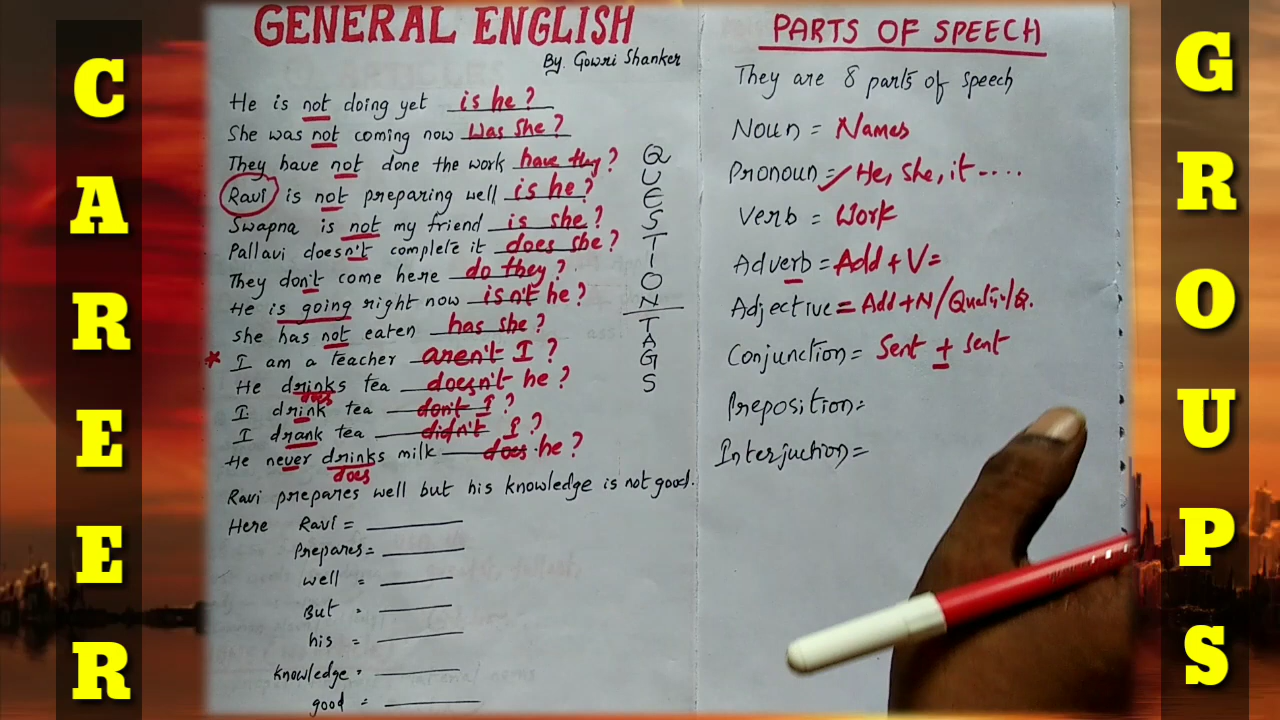 CAREER
GENERAL ENGLISH
By. Gowri Shanker
He is not doing yet is he?
She was not coming now was she?
They have not done the work have they?
Ravi is not preparing well is he?
Swapna is not my friend is she?
Pallavi doesn't complete it does she?
They don't come here do they?
He is going right now isn't he?
She has not eaten has she?
* I am a teacher aren't I?
He drinks tea doesn't he?
does
I drink tea don't I?
I drank tea didn't I?
He never drinks milk does he?
does
QUESTION TAGS
Ravi prepares well but his knowledge is not good.
Here Ravi =
Prepares =
well =
But -
his =
knowledge -
good =
PARTS OF SPEECH
They are 8 parts of speech
Noun = Names
Pronoun = He, She, it ----
Verb = Work
Adverb = Add + V =
Adjective = Add + N /
Conjunction = Sent + Sent
Preposition =
Interjuction =
GROUPS